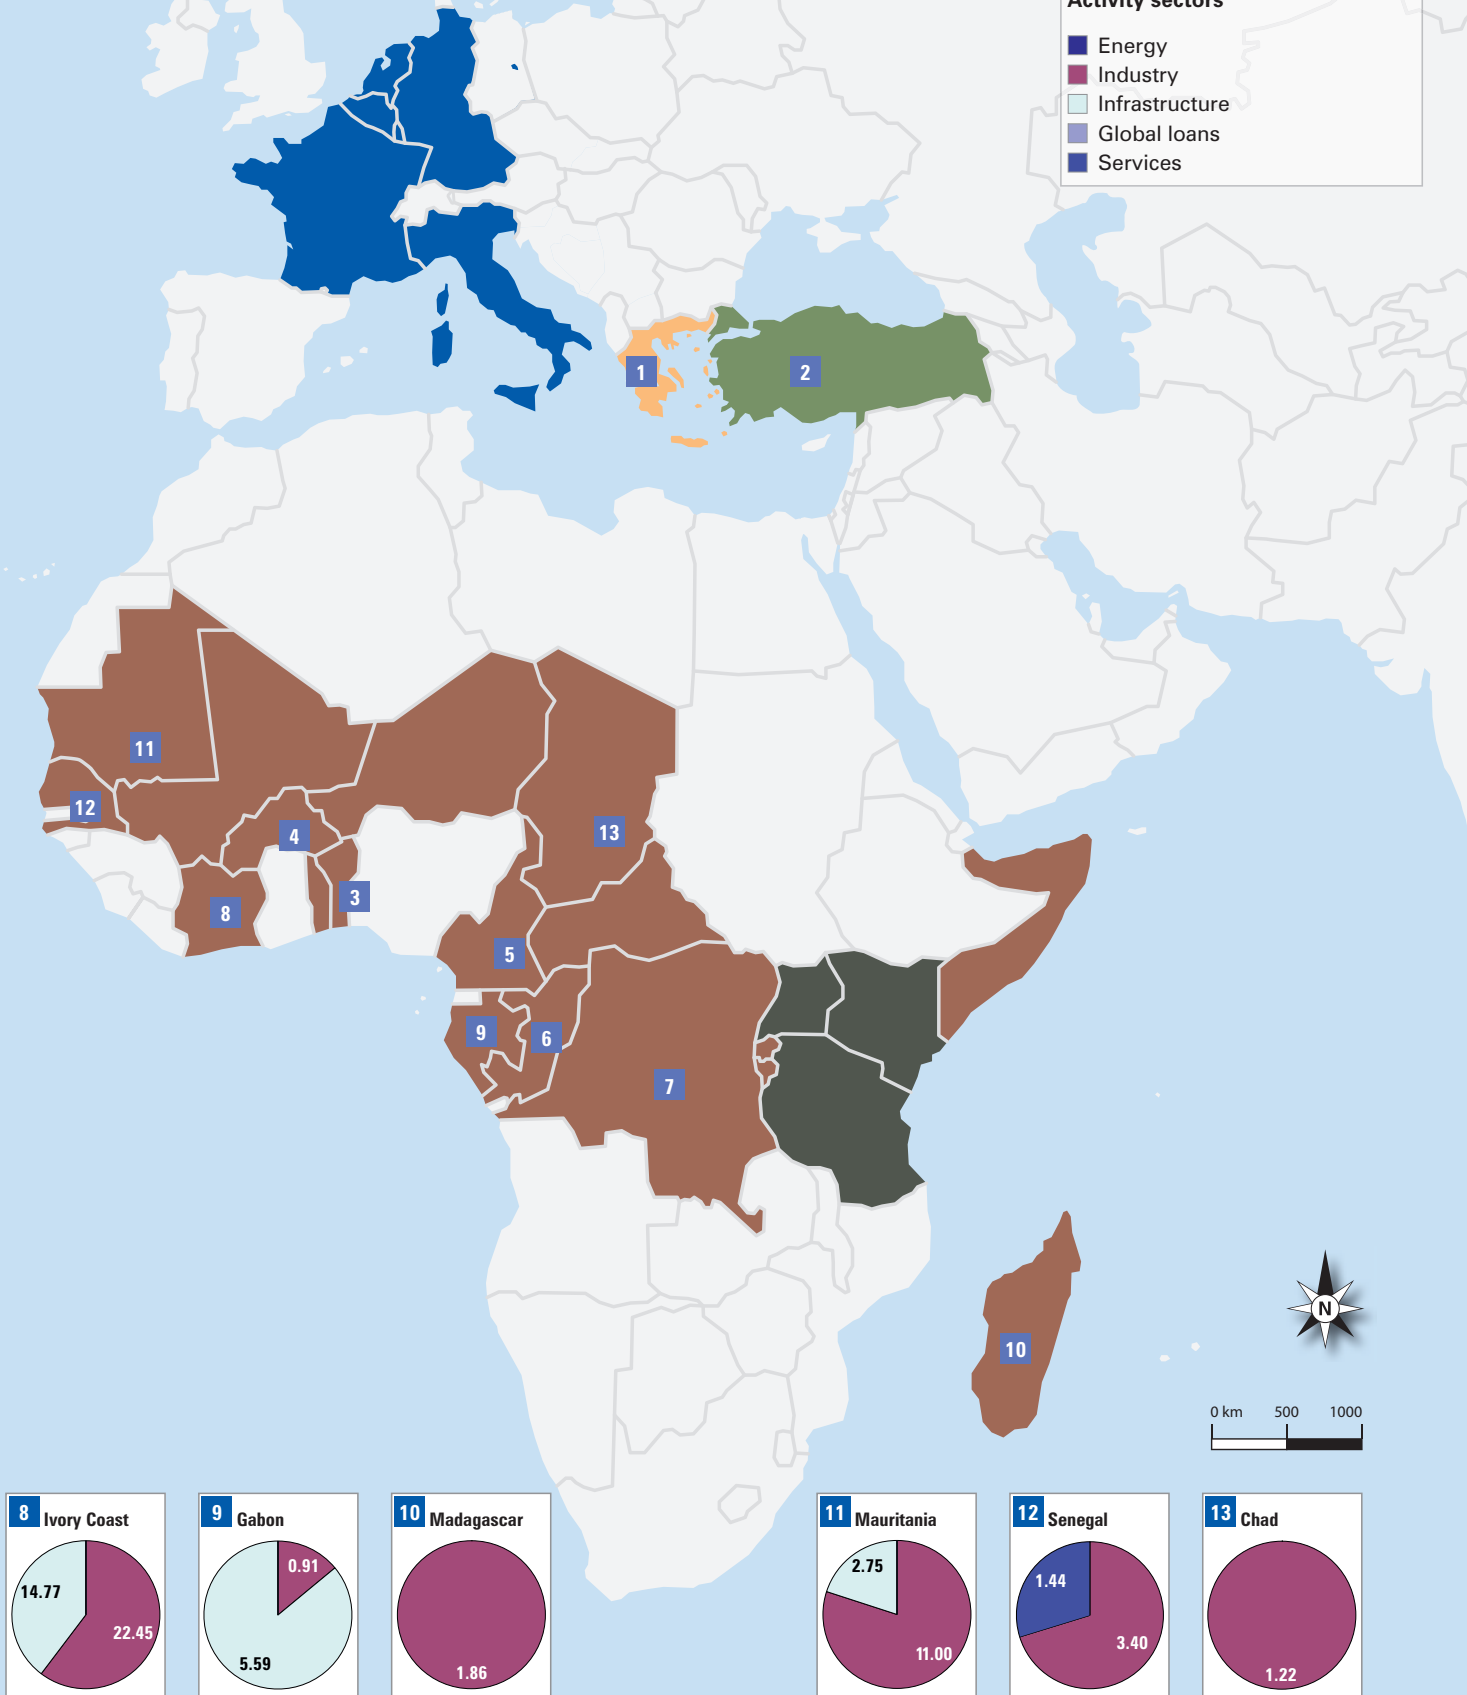 Activity sectors
Energy
Industry
Infrastructure
Global loans
Services
1
2
11
12
4
13
8
3
5
9
6
7
10
N
0 km 500 1000
8 Ivory Coast
14.77
22.45
9 Gabon
0.91
5.59
10 Madagascar
1.86
11 Mauritania
2.75
11.00
12 Senegal
1.44
3.40
13 Chad
1.22